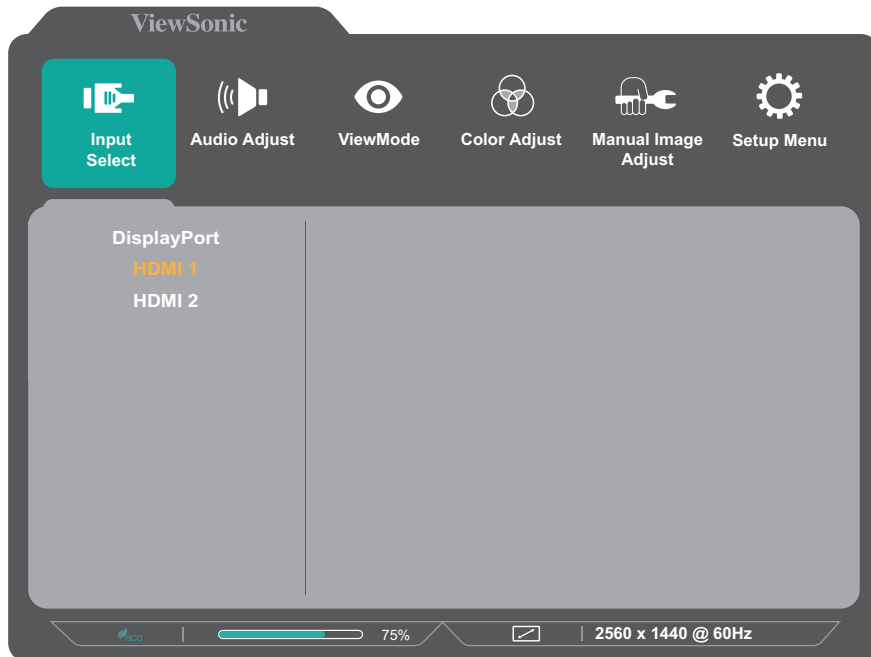 ViewSonic
Input
Select
Audio Adjust
ViewMode
Color Adjust
Manual Image
Adjust
Setup Menu
DisplayPort
HDMI 1
HDMI 2
eco
75%
2560 x 1440 @ 60Hz